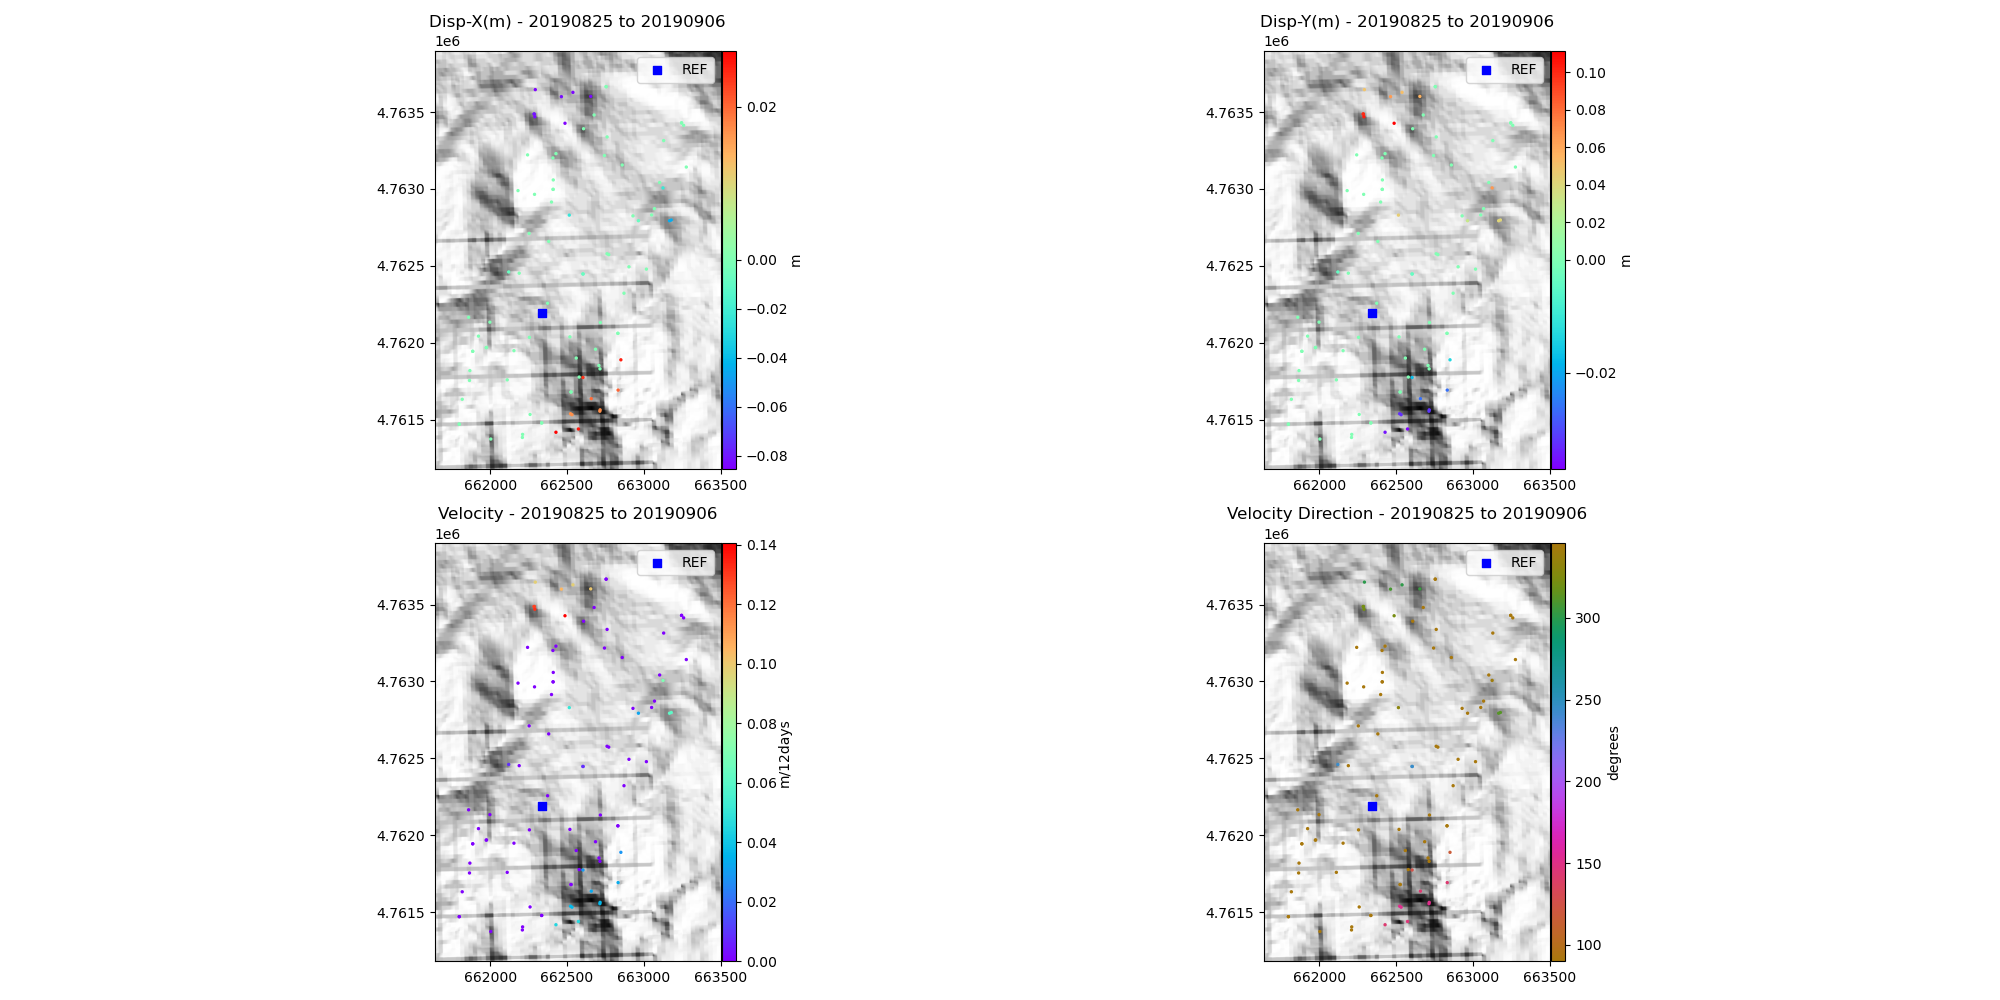 Disp-X(m) - 20190825 to 20190906
1e6
REF
4.7635
4.7630
4.7625
4.7620
4.7615
662000 662500 663000 663500
0.02
0.00
−0.02
−0.04
−0.06
−0.08
m
Disp-Y(m) - 20190825 to 20190906
1e6
REF
4.7635
4.7630
4.7625
4.7620
4.7615
662000 662500 663000 663500
0.10
0.08
0.06
0.04
0.02
0.00
−0.02
m
Velocity - 20190825 to 20190906
1e6
REF
4.7635
4.7630
4.7625
4.7620
4.7615
662000 662500 663000 663500
0.14
0.12
0.10
0.08
0.06
0.04
0.02
0.00
m/12days
Velocity Direction - 20190825 to 20190906
1e6
REF
4.7635
4.7630
4.7625
4.7620
4.7615
662000 662500 663000 663500
300
250
200
150
100
degrees